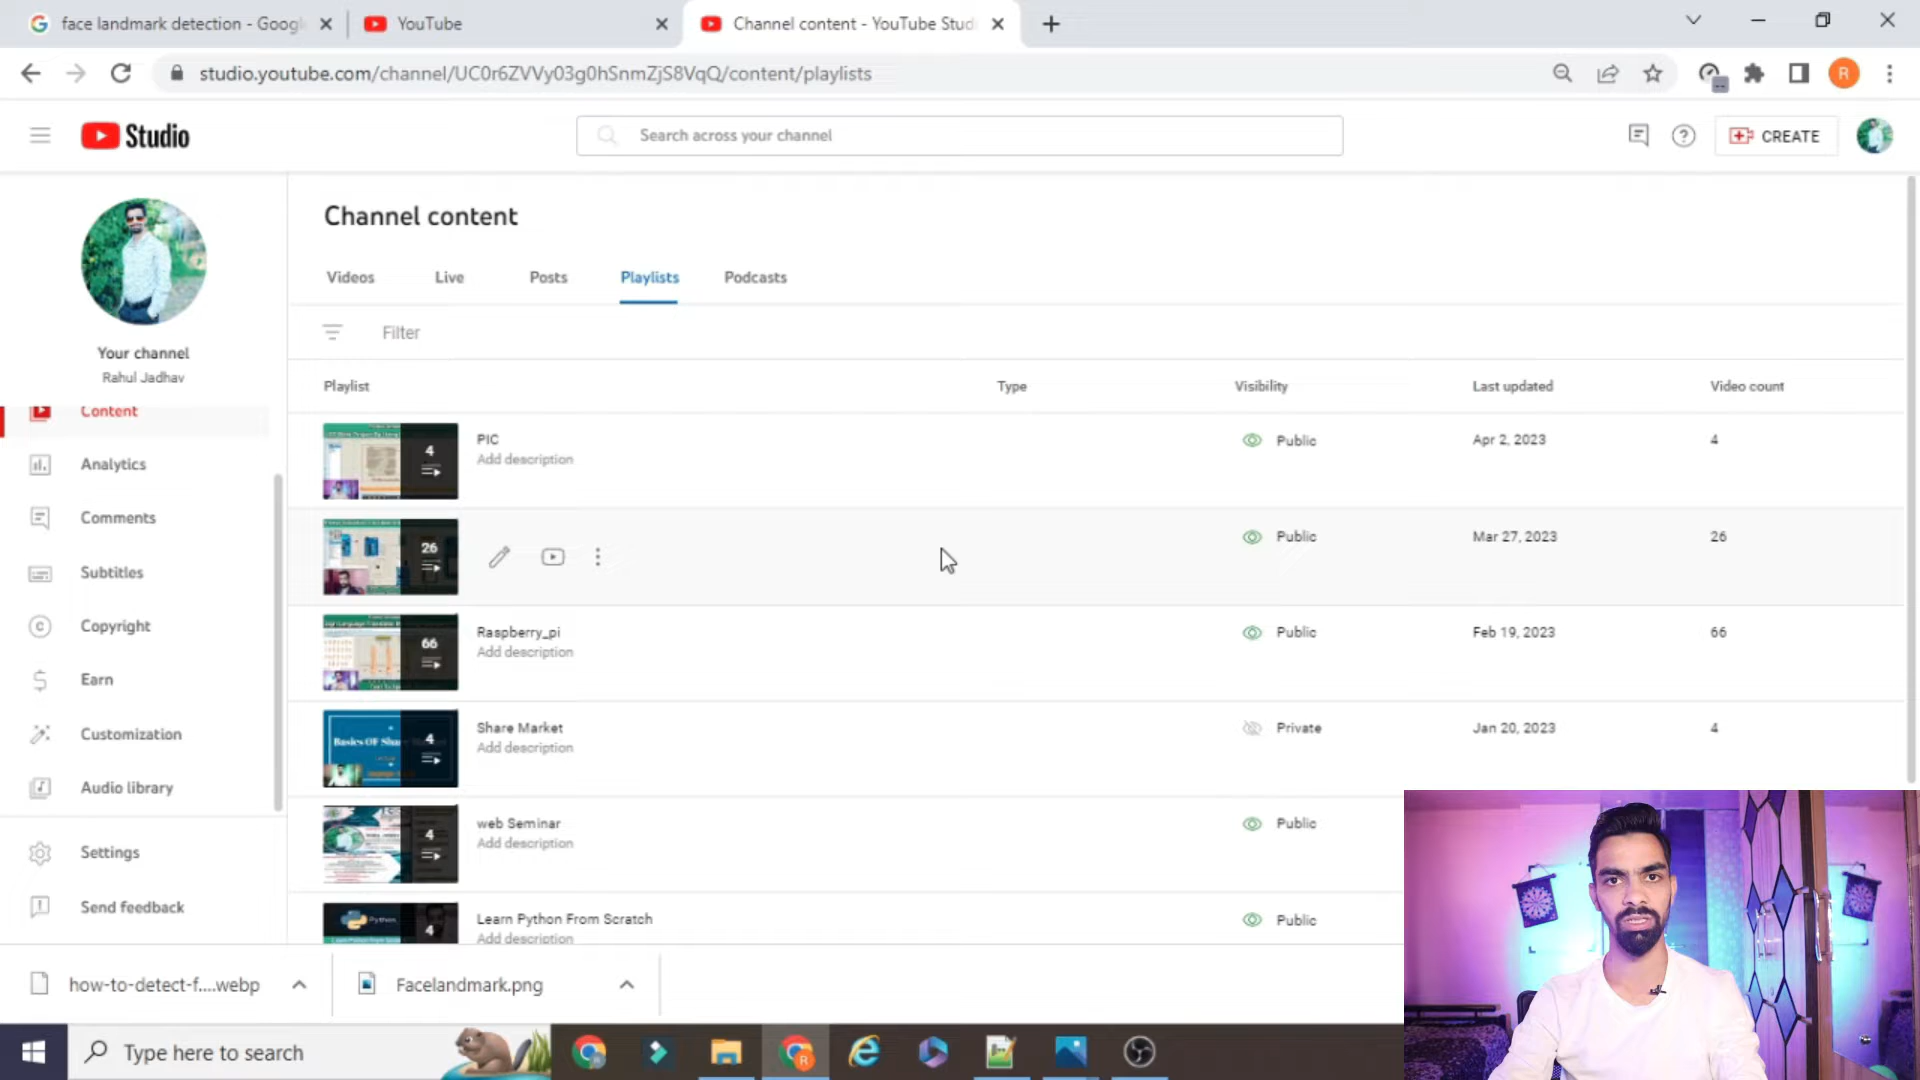 face landmark detection - Googl
YouTube
Channel content - YouTube Stud
studio.youtube.com/channel/UC0r6ZVVy03g0hSnmZjS8VqQ/content/playlists
R
Studio
Search across your channel
CREATE
Channel content
Videos
Live
Posts
Playlists
Podcasts
Your channel
Rahul Jadhav
Filter
Playlist
Type
Visibility
Last updated
Video count
Content
Analytics
Comments
Subtitles
Copyright
Earn
Customization
Audio library
Settings
Send feedback
4
PIC
Add description
Public
Apr 2, 2023
4
26
Public
Mar 27, 2023
26
66
Raspberry_pi
Add description
Public
Feb 19, 2023
66
Basics OF Sha
4
Share Market
Add description
Private
Jan 20, 2023
4
4
web Seminar
Add description
Public
Python
4
Learn Python From Scratch
Add description
Public
how-to-detect-f....webp
Facelandmark.png
Type here to search
R